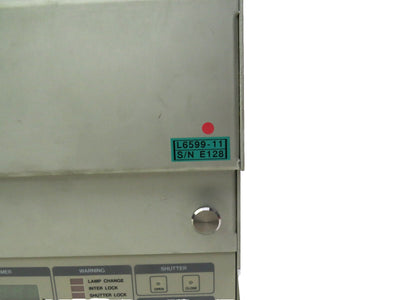 L6599-11
S/N E128
WARNING SHUTTER
LAMP CHANGE
INTER LOCK
SHUTTER LOCK
OPEN CLOSE